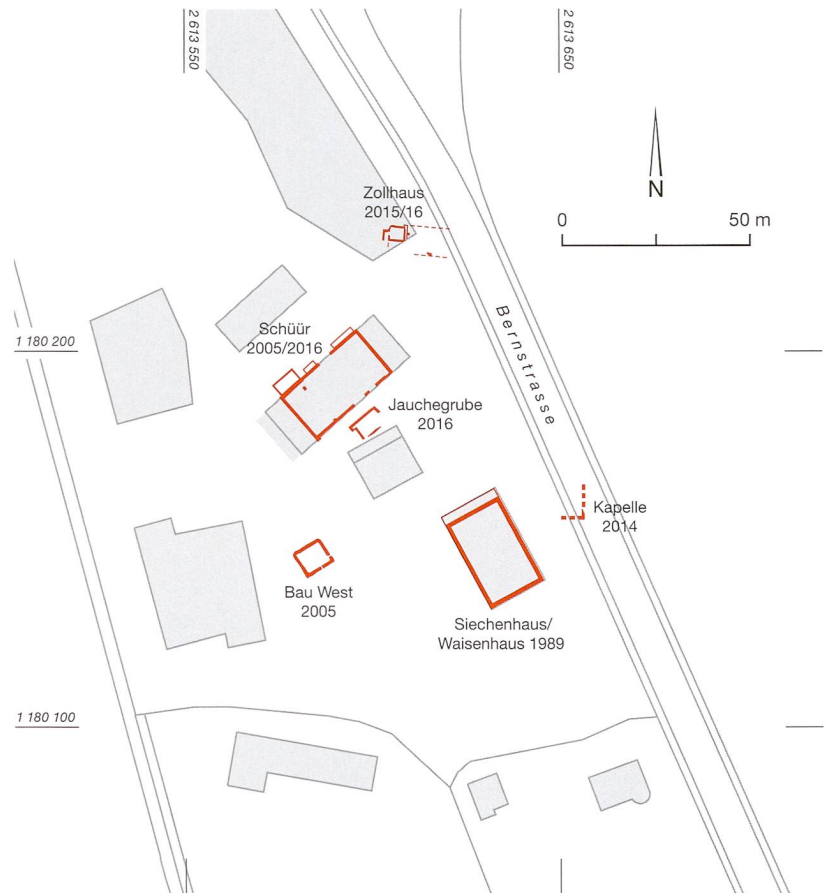 2 613 550
2 613 650
Zollhaus
2015/16
N
0 50 m
Bernstrasse
Schüür
2005/2016
1 180 200
Jauchegrube
2016
Kapelle
2014
Bau West
2005
Siechenhaus/
Waisenhaus 1989
1 180 100